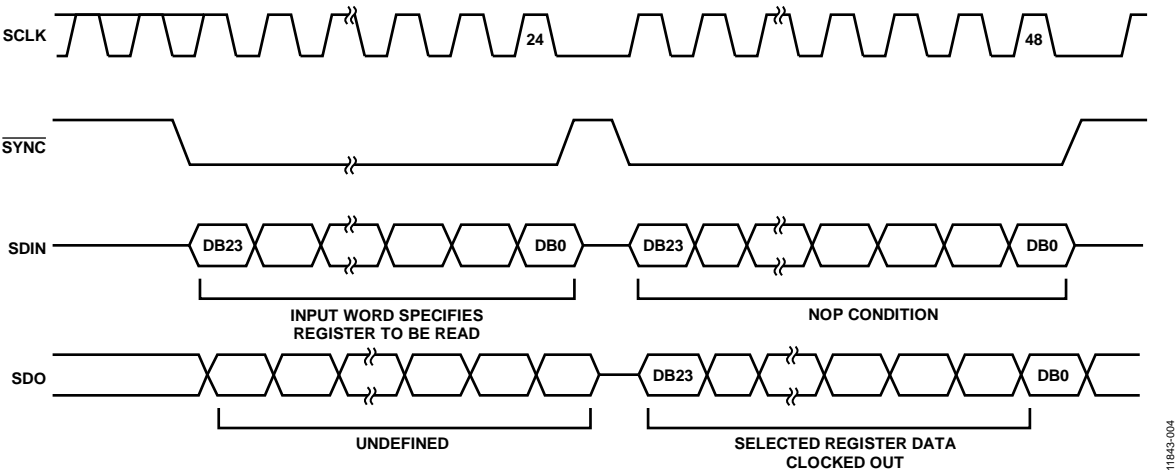 SCLK
24
48
SYNC
SDIN
DB23
DB0
DB23
DB0
INPUT WORD SPECIFIES
REGISTER TO BE READ
NOP CONDITION
SDO
DB23
DB0
UNDEFINED
SELECTED REGISTER DATA
CLOCKED OUT
11843-004